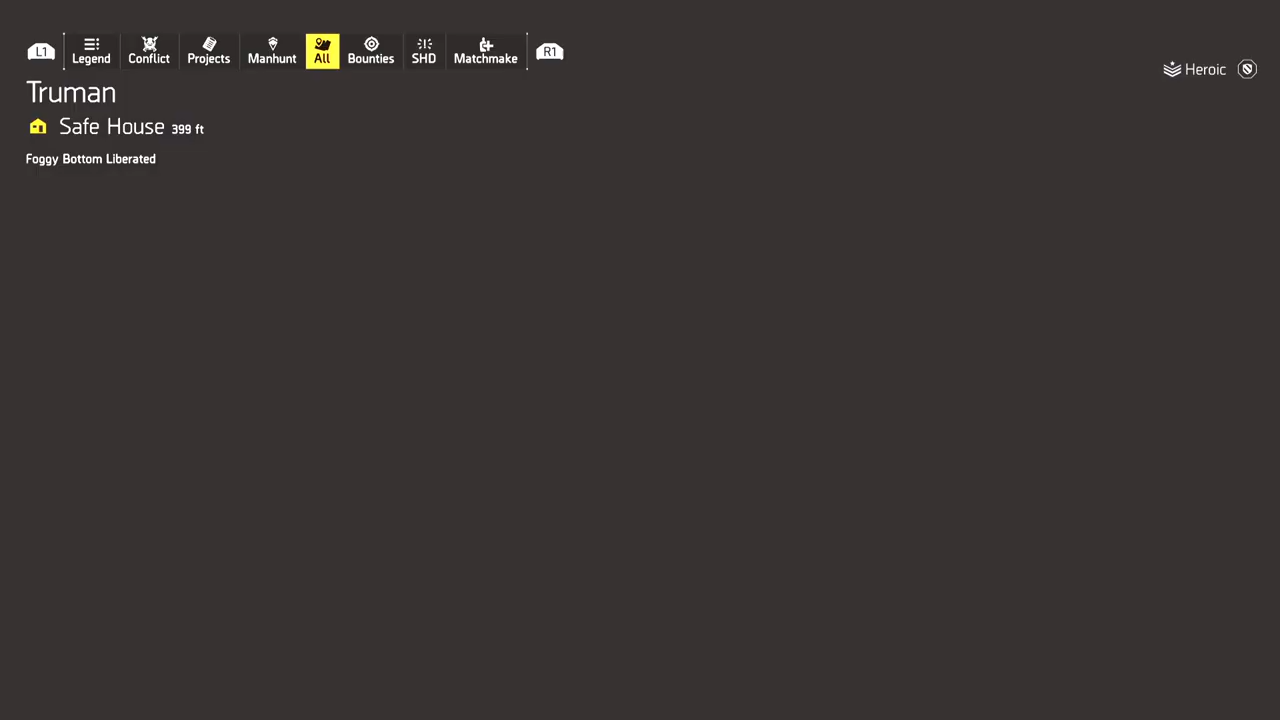 L1 Legend Conflict Projects Manhunt All Bounties SHD Matchmake R1
Heroic
Truman
Safe House 399 ft
Foggy Bottom Liberated